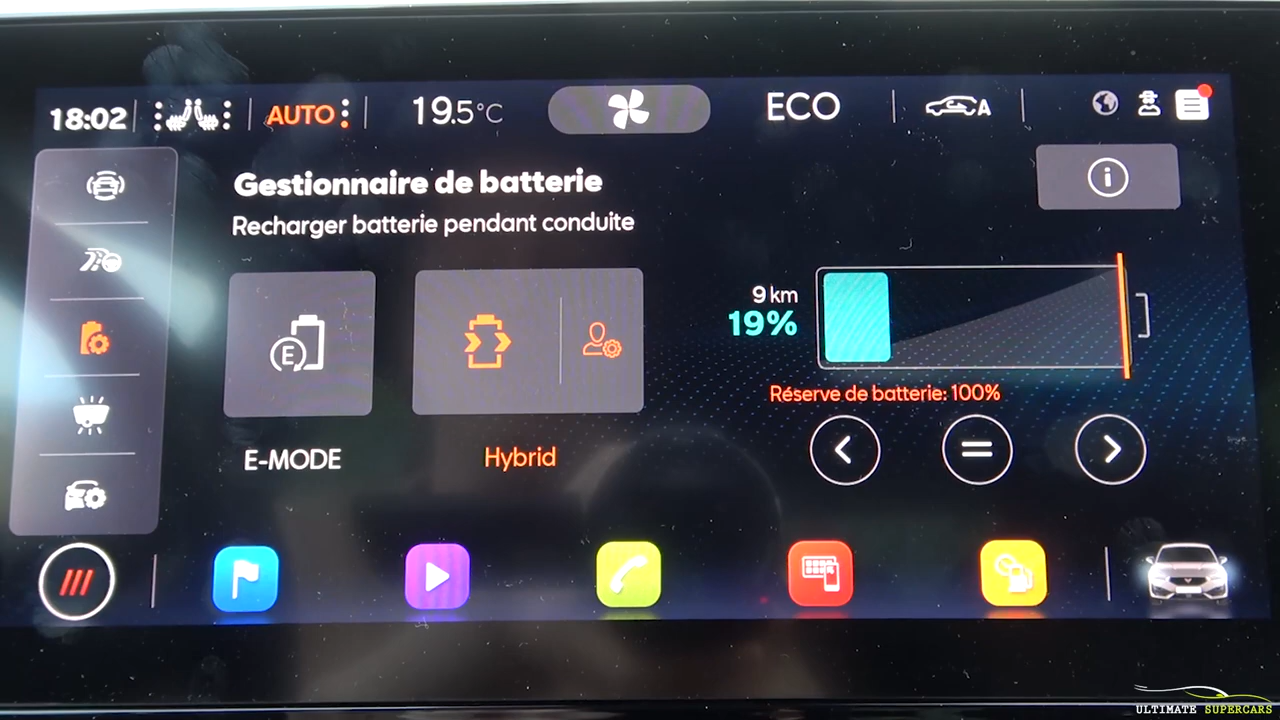 18:02 AUTO 19.5°C ECO A
Gestionnaire de batterie
Recharger batterie pendant conduite
i
9 km
19%
Réserve de batterie: 100%
E
E-MODE
Hybrid
ULTIMATE SUPERCARS